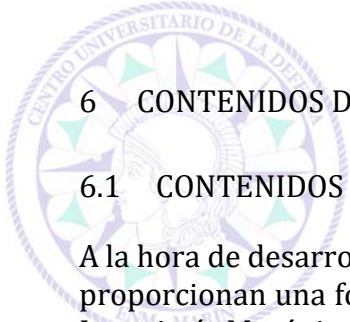 CENTRO UNIVERSITARIO DE LA DEFENSA
6 CONTENIDOS D
6.1 CONTENIDOS
A la hora de desarro
proporcionan una fo